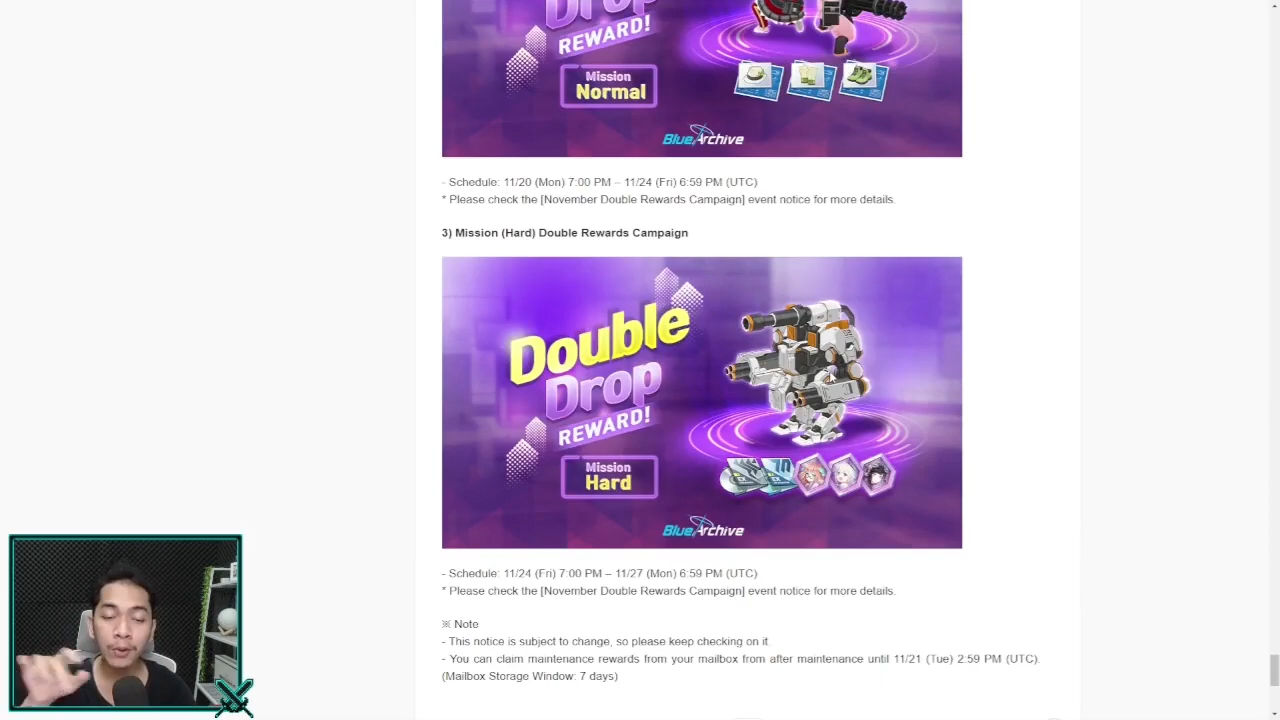 Drop
REWARD!
Mission
Normal
Blue Archive
- Schedule: 11/20 (Mon) 7:00 PM – 11/24 (Fri) 6:59 PM (UTC)
* Please check the [November Double Rewards Campaign] event notice for more details.
3) Mission (Hard) Double Rewards Campaign
Double
Drop
REWARD!
Mission
Hard
Blue Archive
- Schedule: 11/24 (Fri) 7:00 PM – 11/27 (Mon) 6:59 PM (UTC)
* Please check the [November Double Rewards Campaign] event notice for more details.
※ Note
- This notice is subject to change, so please keep checking on it.
- You can claim maintenance rewards from your mailbox from after maintenance until 11/21 (Tue) 2:59 PM (UTC).
(Mailbox Storage Window: 7 days)